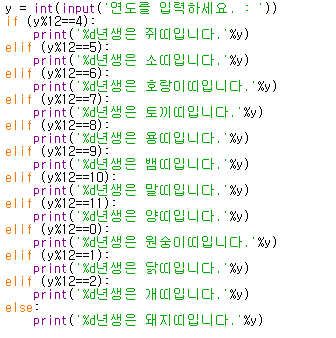 y = int(input('연도를 입력하세요. : '))
if (y%12==4):
    print('%d년생은 쥐띠입니다.'%y)
elif (y%12==5):
    print('%d년생은 소띠입니다.'%y)
elif (y%12==6):
    print('%d년생은 호랑이띠입니다.'%y)
elif (y%12==7):
    print('%d년생은 토끼띠입니다.'%y)
elif (y%12==8):
    print('%d년생은 용띠입니다.'%y)
elif (y%12==9):
    print('%d년생은 뱀띠입니다.'%y)
elif (y%12==10):
    print('%d년생은 말띠입니다.'%y)
elif (y%12==11):
    print('%d년생은 양띠입니다.'%y)
elif (y%12==0):
    print('%d년생은 원숭이띠입니다.'%y)
elif (y%12==1):
    print('%d년생은 닭띠입니다.'%y)
elif (y%12==2):
    print('%d년생은 개띠입니다.'%y)
else:
    print('%d년생은 돼지띠입니다.'%y)